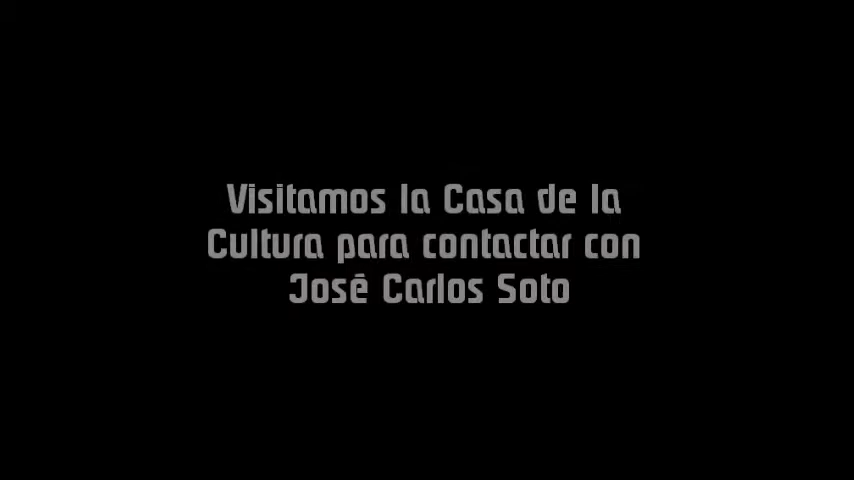 Visitamos la Casa de la
Cultura para contactar con
José Carlos Soto